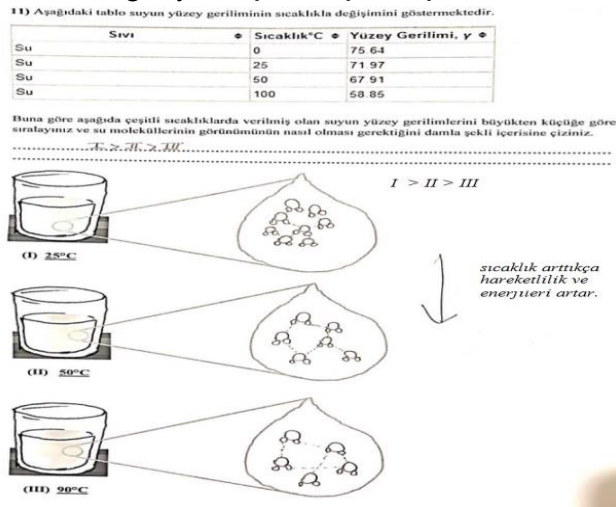 11) Aşağıdaki tablo suyun yüzey geriliminin sıcaklıkla değişimini göstermektedir.
Sıvı Sıcaklık°C Yüzey Gerilimi, γ
Su 0 75.64
Su 25 71.97
Su 50 67.91
Su 100 58.85
Buna göre aşağıda çeşitli sıcaklıklarda verilmiş olan suyun yüzey gerilimlerini büyükten küçüğe göre
sıralayınız ve su moleküllerinin görünümünün nasıl olması gerektiğini damla şekli içerisine çiziniz.
I > II > III
I > II > III
(I) 25°C
sıcaklık arttıkça
hareketlilik ve
enerjııeri artar.
(II) 50°C
(III) 90°C